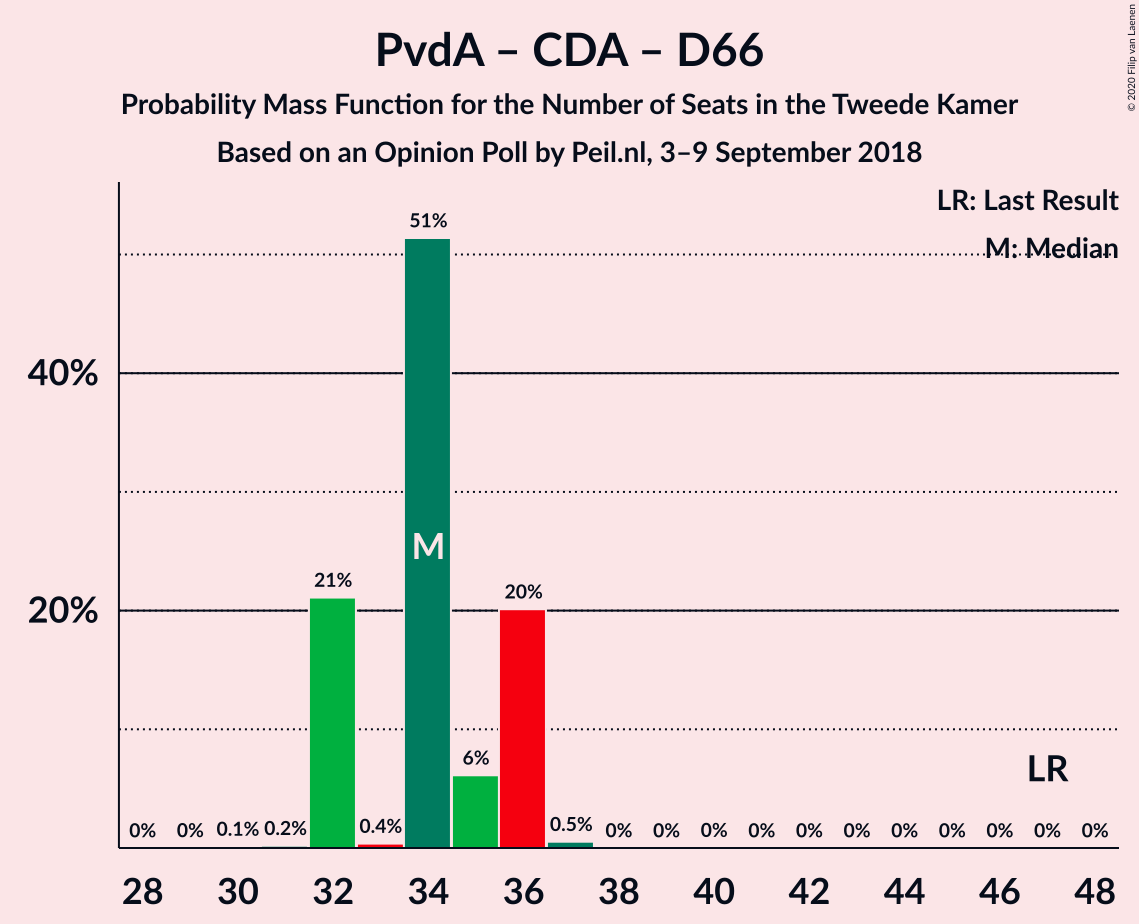 PvdA – CDA – D66
Probability Mass Function for the Number of Seats in the Tweede Kamer
Based on an Opinion Poll by Peil.nl, 3–9 September 2018
© 2020 Filip van Laenen
LR: Last Result
M: Median
51%
40%
M
21%
20%
20%
6%
LR
0% 0% 0.1% 0.2% 0.4% 0.5% 0% 0% 0% 0% 0% 0% 0% 0% 0% 0% 0%
28 30 32 34 36 38 40 42 44 46 48